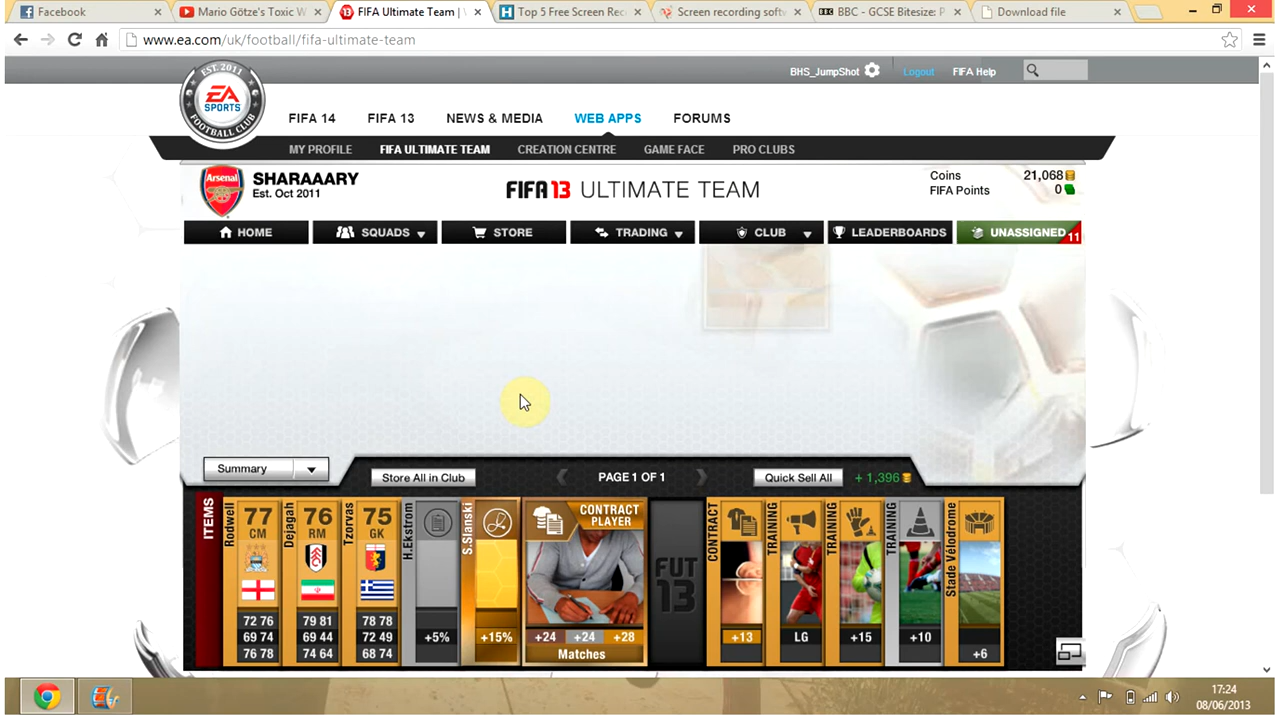 Facebook
Mario Götze's Toxic W
FIFA Ultimate Team |
Top 5 Free Screen Rec
Screen recording softw
BBC - GCSE Bitesize: P
Download file
www.ea.com/uk/football/fifa-ultimate-team
BHS_JumpShot
Logout
FIFA Help
EST. 2011
EA
SPORTS
FOOTBALL CLUB
FIFA 14
FIFA 13
NEWS & MEDIA
WEB APPS
FORUMS
MY PROFILE
FIFA ULTIMATE TEAM
CREATION CENTRE
GAME FACE
PRO CLUBS
Arsenal
SHARAAARY
Est. Oct 2011
FIFA 13 ULTIMATE TEAM
Coins 21,068
FIFA Points 0
HOME
SQUADS
STORE
TRADING
CLUB
LEADERBOARDS
UNASSIGNED 11
Summary
Store All in Club
PAGE 1 OF 1
Quick Sell All
+ 1,396
ITEMS
Rodwell
77
CM
72 76
69 74
76 78
Dejagah
76
RM
79 81
69 44
74 64
Tzorvas
75
GK
78 78
72 49
68 74
H.Ekstrom
+5%
S.Slanski
+15%
CONTRACT
PLAYER
+24 +24 +28
Matches
FUT
13
CONTRACT
+13
TRAINING
LG
TRAINING
+15
TRAINING
+10
Stade Vélodrome
+6
17:24
08/06/2013